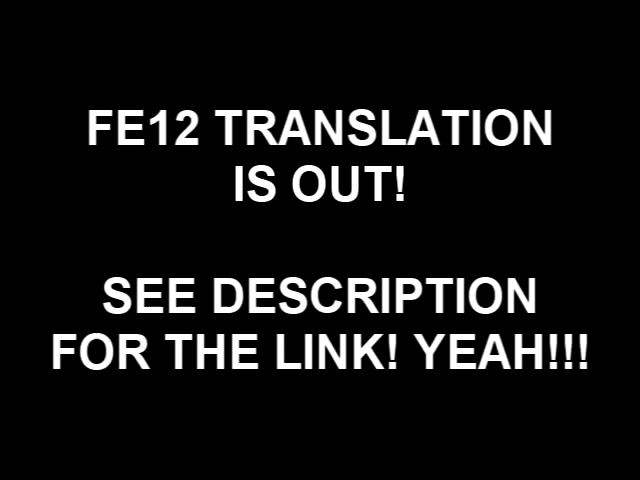 FE12 TRANSLATION
IS OUT!
SEE DESCRIPTION
FOR THE LINK! YEAH!!!